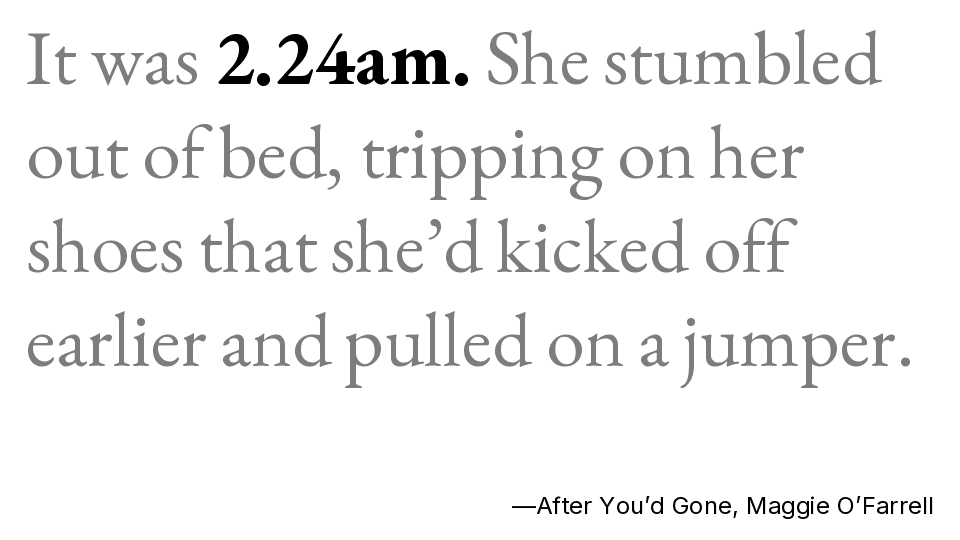 It was 2.24am. She stumbled
out of bed, tripping on her
shoes that she’d kicked off
earlier and pulled on a jumper.
—After You’d Gone, Maggie O’Farrell